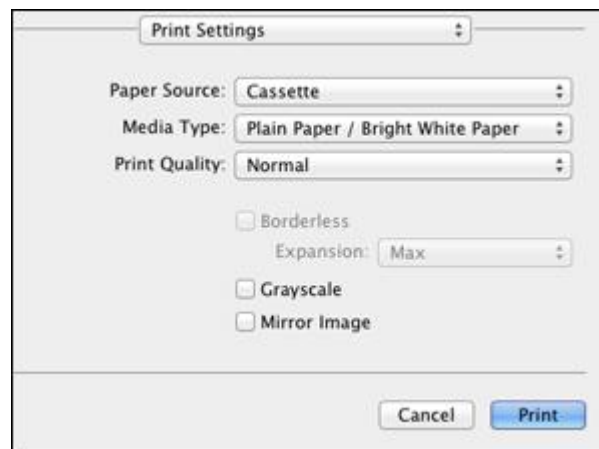 Print Settings
Paper Source: Cassette
Media Type: Plain Paper / Bright White Paper
Print Quality: Normal
Borderless
Expansion: Max
Grayscale
Mirror Image
Cancel Print